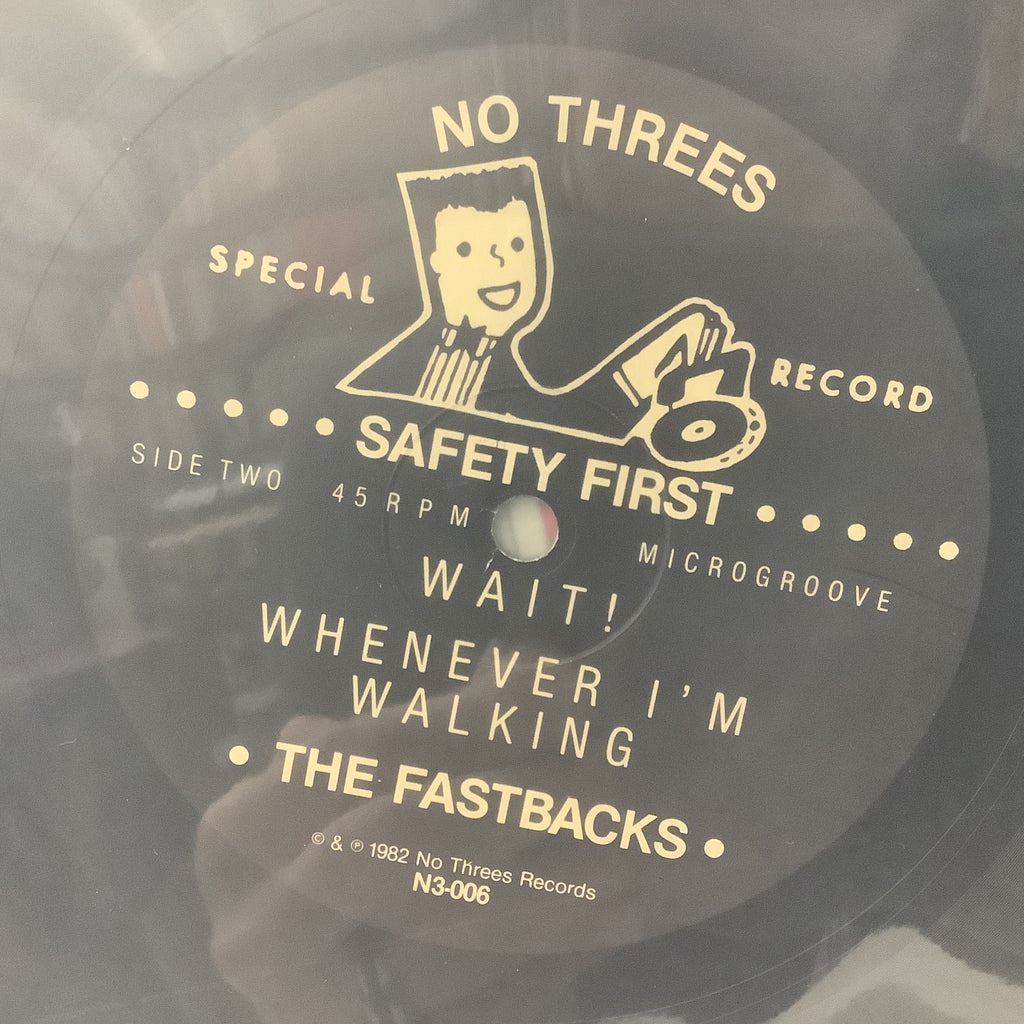 NO THREES
SPECIAL RECORD
SAFETY FIRST
SIDE TWO 45 RPM MICROGROOVE
WAIT!
WHENEVER I'M
WALKING
• THE FASTBACKS •
© & ℗ 1982 No Threes Records
N3-006